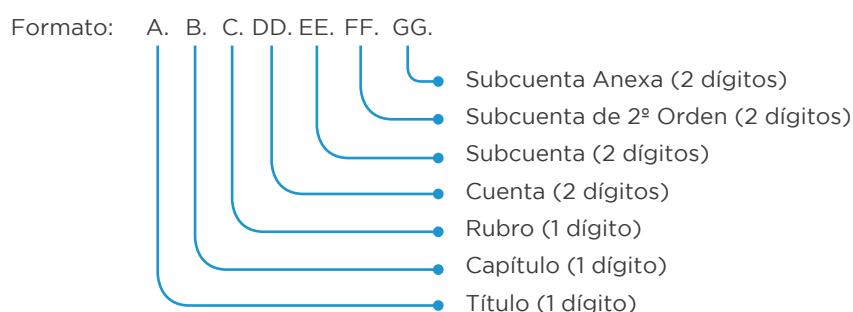 Formato: A. B. C. DD. EE. FF. GG.
Subcuenta Anexa (2 dígitos)
Subcuenta de 2º Orden (2 dígitos)
Subcuenta (2 dígitos)
Cuenta (2 dígitos)
Rubro (1 dígito)
Capítulo (1 dígito)
Título (1 dígito)